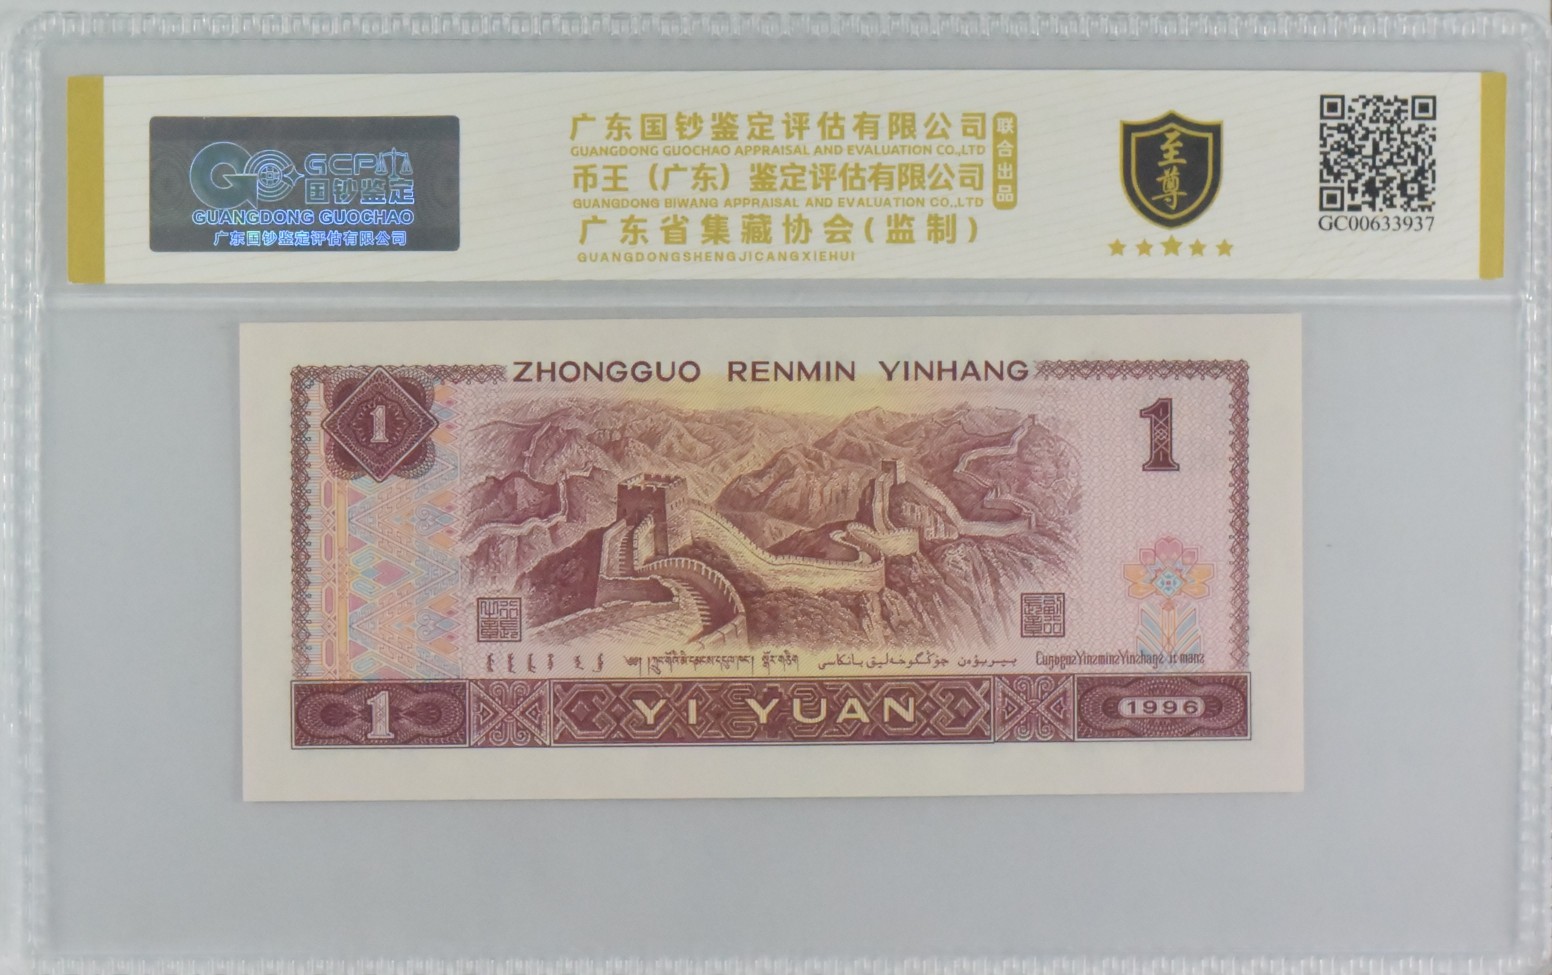 GCP
国钞鉴定
GUANGDONG GUOCHAO
广东国钞鉴定评估有限公司
广东国钞鉴定评估有限公司
GUANGDONG GUOCHAO APPRAISAL AND EVALUATION CO.,LTD
币王（广东）鉴定评估有限公司
GUANGDONG BIWANG APPRAISAL AND EVALUATION CO.,LTD
联合出品
广东省集藏协会(监制)
GUANGDONGSHENGJICANGXIEHUI
至尊
GC00633937
ZHONGGUO RENMIN YINHANG
1
1
1
YI YUAN
1996